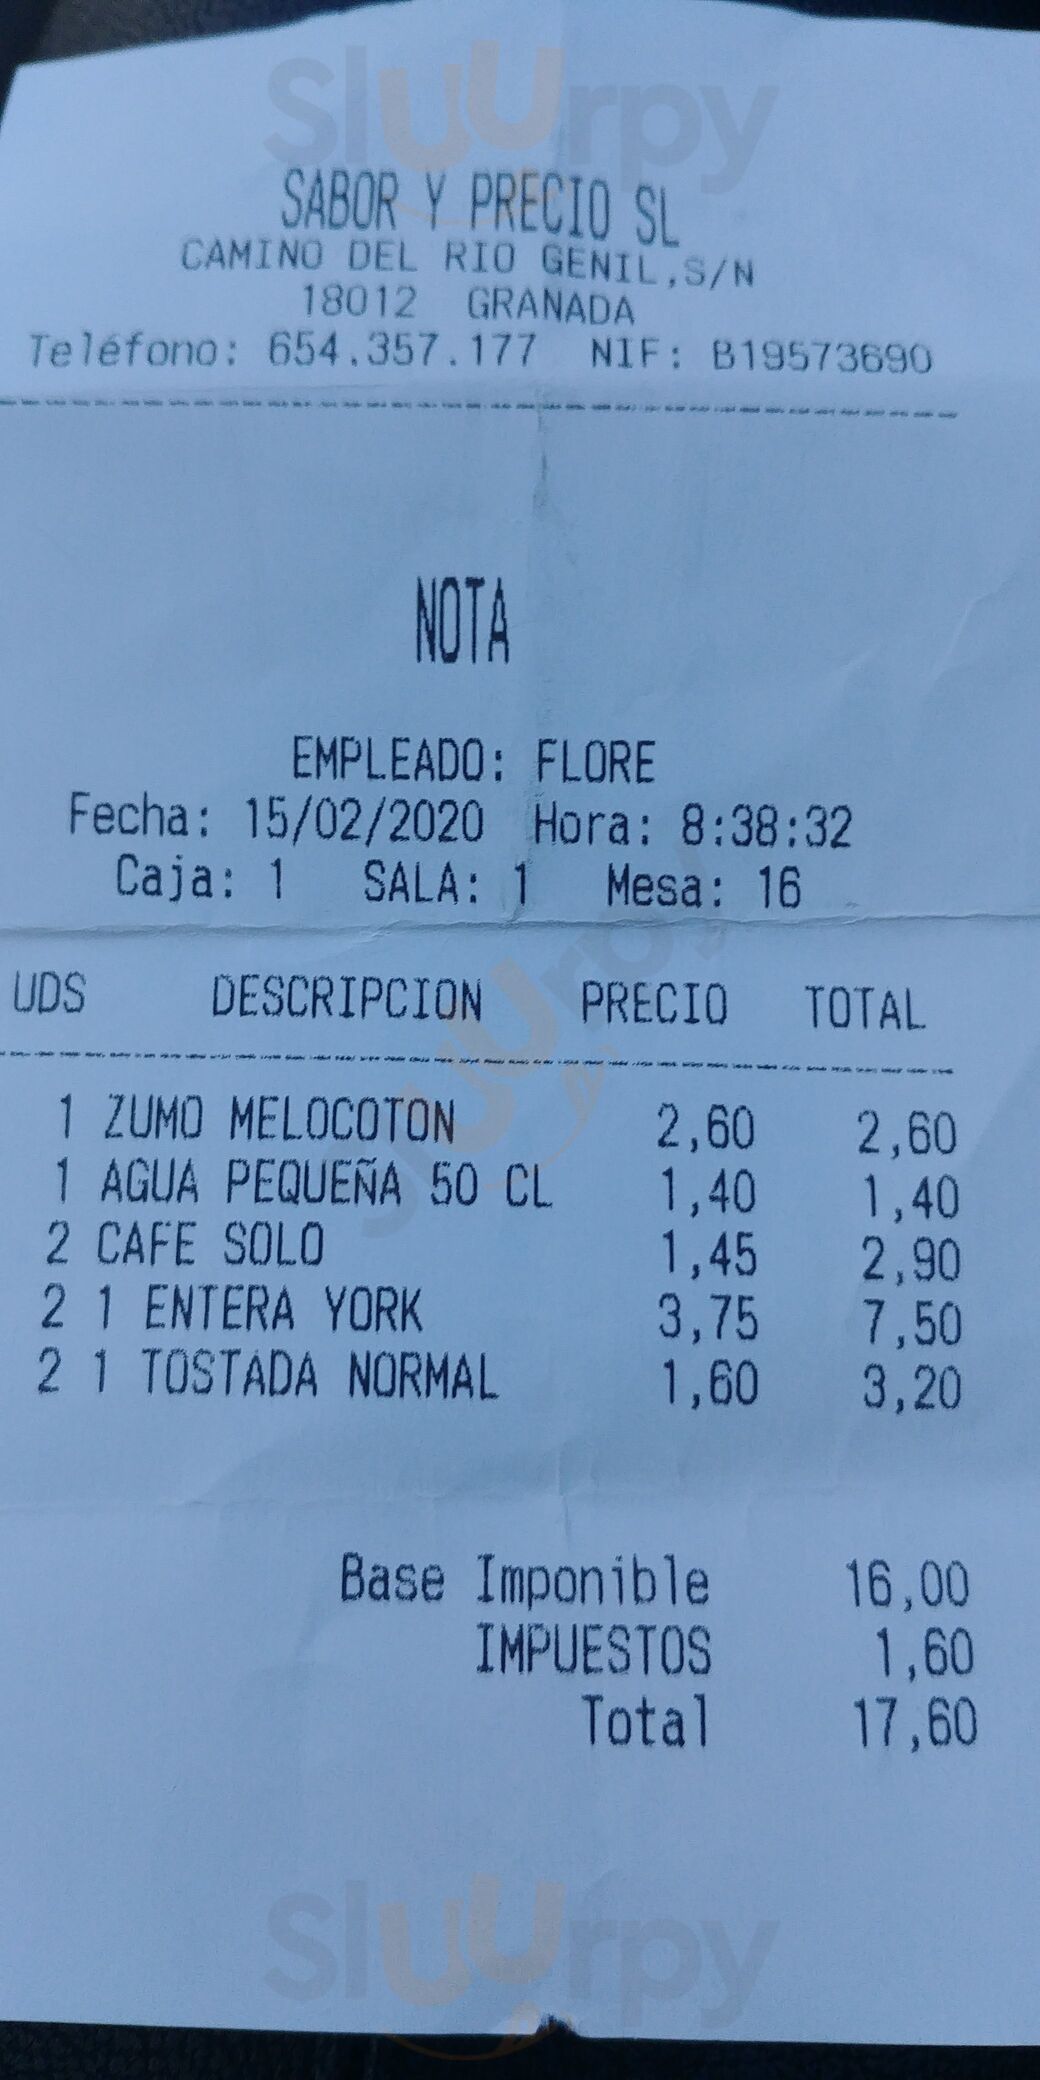 Sluurpy
SABOR Y PRECIO SL
CAMINO DEL RIO GENIL,S/N
18012 GRANADA
Teléfono: 654.357.177 NIF: B19573690
NOTA
EMPLEADO: FLORE
Fecha: 15/02/2020 Hora: 8:38:32
Caja: 1 SALA: 1 Mesa: 16
UDS DESCRIPCION PRECIO TOTAL
1 ZUMO MELOCOTON 2,60 2,60
1 AGUA PEQUEÑA 50 CL 1,40 1,40
2 CAFE SOLO 1,45 2,90
2 1 ENTERA YORK 3,75 7,50
2 1 TOSTADA NORMAL 1,60 3,20
Base Imponible 16,00
IMPUESTOS 1,60
Total 17,60
Sluurpy